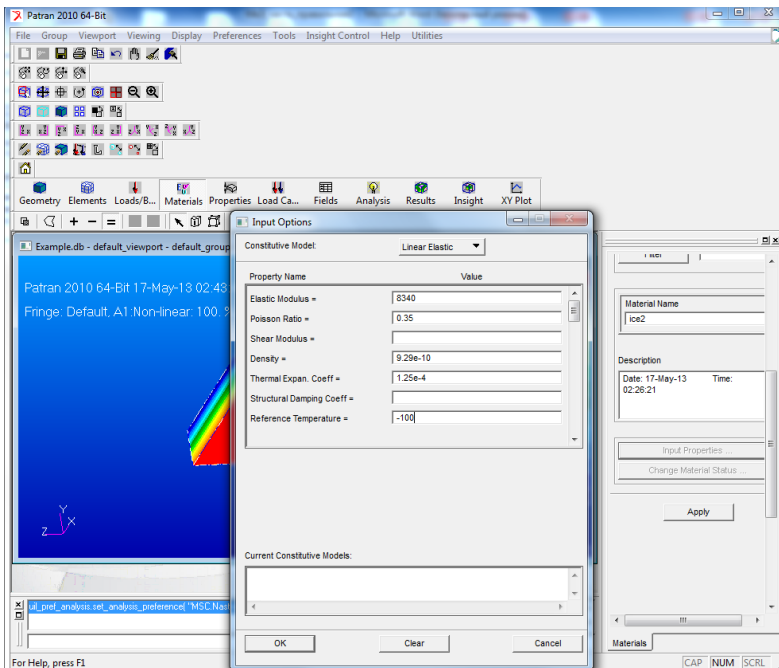 Patran 2010 64-Bit
File Group Viewport Viewing Display Preferences Tools Insight Control Help Utilities
Geometry Elements Loads/B... Materials Properties Load Ca... Fields Analysis Results Insight XY Plot
Input Options
Constitutive Model: Linear Elastic
Property Name Value
Elastic Modulus = 8340
Poisson Ratio = 0.35
Shear Modulus =
Density = 9.29e-10
Thermal Expan. Coeff = 1.25e-4
Structural Damping Coeff =
Reference Temperature = -100
Current Constitutive Models:
OK Clear Cancel
Example.db - default_viewport - default_group
Patran 2010 64-Bit 17-May-13 02:43
Fringe: Default, A1:Non-linear: 100. %
Z Y X
Filter
Material Name
ice2
Description
Date: 17-May-13 Time:
02:26:21
Input Properties ...
Change Material Status ...
Apply
Materials
uil_pref_analysis.set_analysis_preference( "MSC.Nast
For Help, press F1
CAP NUM SCRL